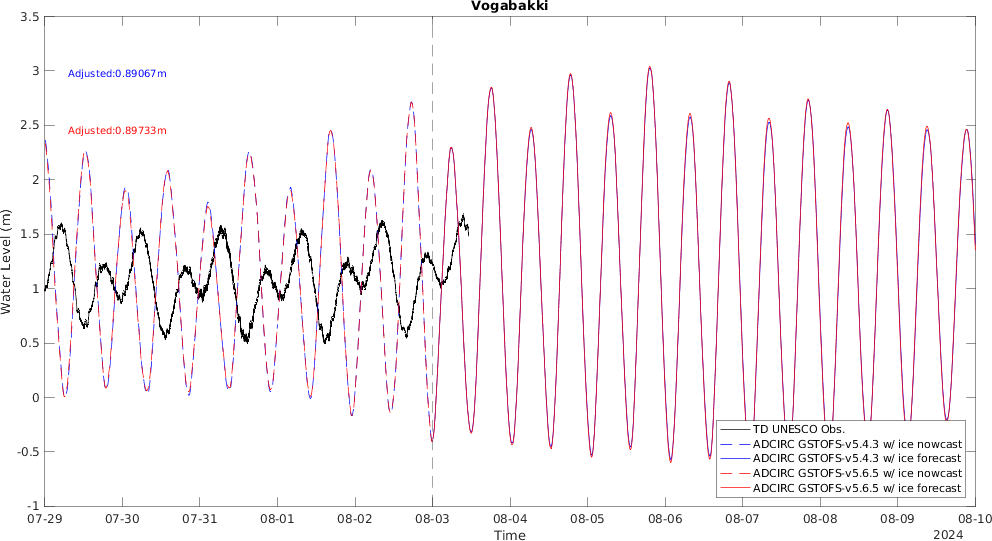 Vogabakki
3.5
3
2.5
2
1.5
1
0.5
0
-0.5
-1
Water Level (m)
Adjusted:0.89067m
Adjusted:0.89733m
TD UNESCO Obs.
ADCIRC GSTOFS-v5.4.3 w/ ice nowcast
ADCIRC GSTOFS-v5.4.3 w/ ice forecast
ADCIRC GSTOFS-v5.6.5 w/ ice nowcast
ADCIRC GSTOFS-v5.6.5 w/ ice forecast
07-29 07-30 07-31 08-01 08-02 08-03 08-04 08-05 08-06 08-07 08-08 08-09 08-10
Time
2024